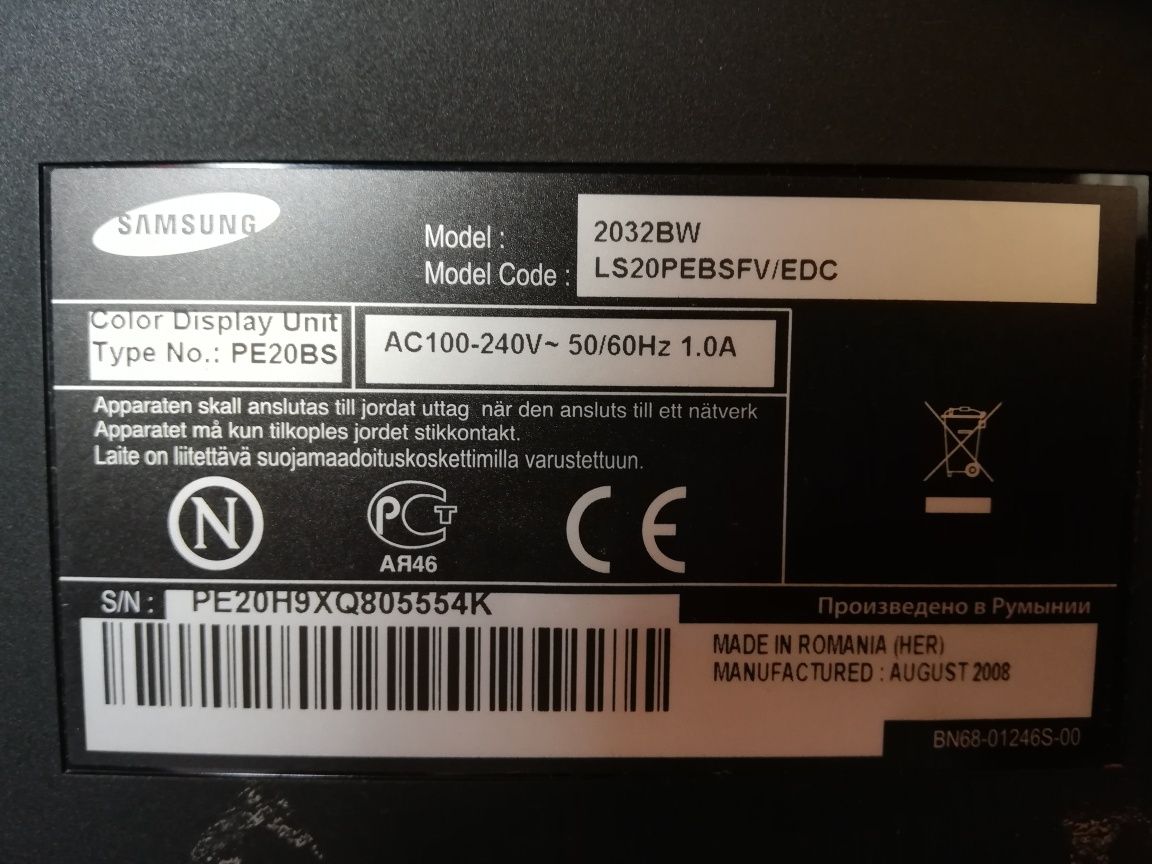 SAMSUNG
Model : 2032BW
Model Code : LS20PEBSFV/EDC
Color Display Unit
Type No.: PE20BS
AC100-240V~ 50/60Hz 1.0A
Apparaten skall anslutas till jordat uttag när den ansluts till ett nätverk
Apparatet må kun tilkoples jordet stikkontakt.
Laite on liitettävä suojamaadoituskoskettimilla varustettuun.
N
РСТ
АЯ46
CE
S/N : PE20H9XQ805554K
Произведено в Румынии
MADE IN ROMANIA (HER)
MANUFACTURED : AUGUST 2008
BN68-01246S-00